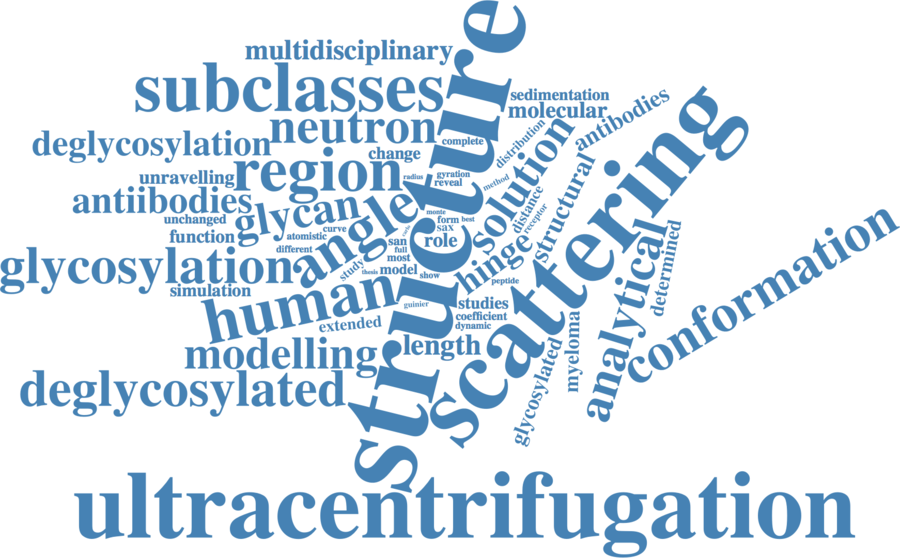 multidisciplinary
subclasses
structure
sedimentation
molecular
antibodies
neutron
deglycosylation
complete
distribution
change
region
unravelling
radius
gyration
reveal
method
solution
scattering
antiibodies
glycan
angle
unchanged
curve
monte
form
best
sax
distance
receptor
structural
function
atomistic
different
carlo
san
full
role
most
hinge
glycosylation
study
thesis
model
show
peptide
analytical
determined
conformation
simulation
human
guinier
studies
extended
coefficient
dynamic
myeloma
modelling
length
glycosylated
deglycosylated
ultracentrifugation